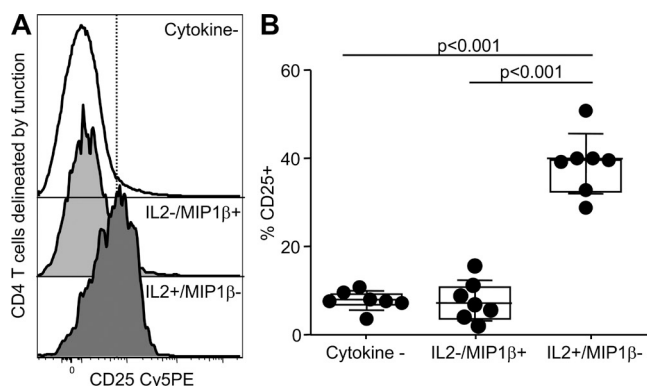 A
CD4 T cells delineated by function
Cytokine-
IL2-/MIP1β+
IL2+/MIP1β-
0
CD25 Cy5PE
B
p<0.001
p<0.001
% CD25+
60
40
20
0
Cytokine -
IL2-/MIP1β+
IL2+/MIP1β-